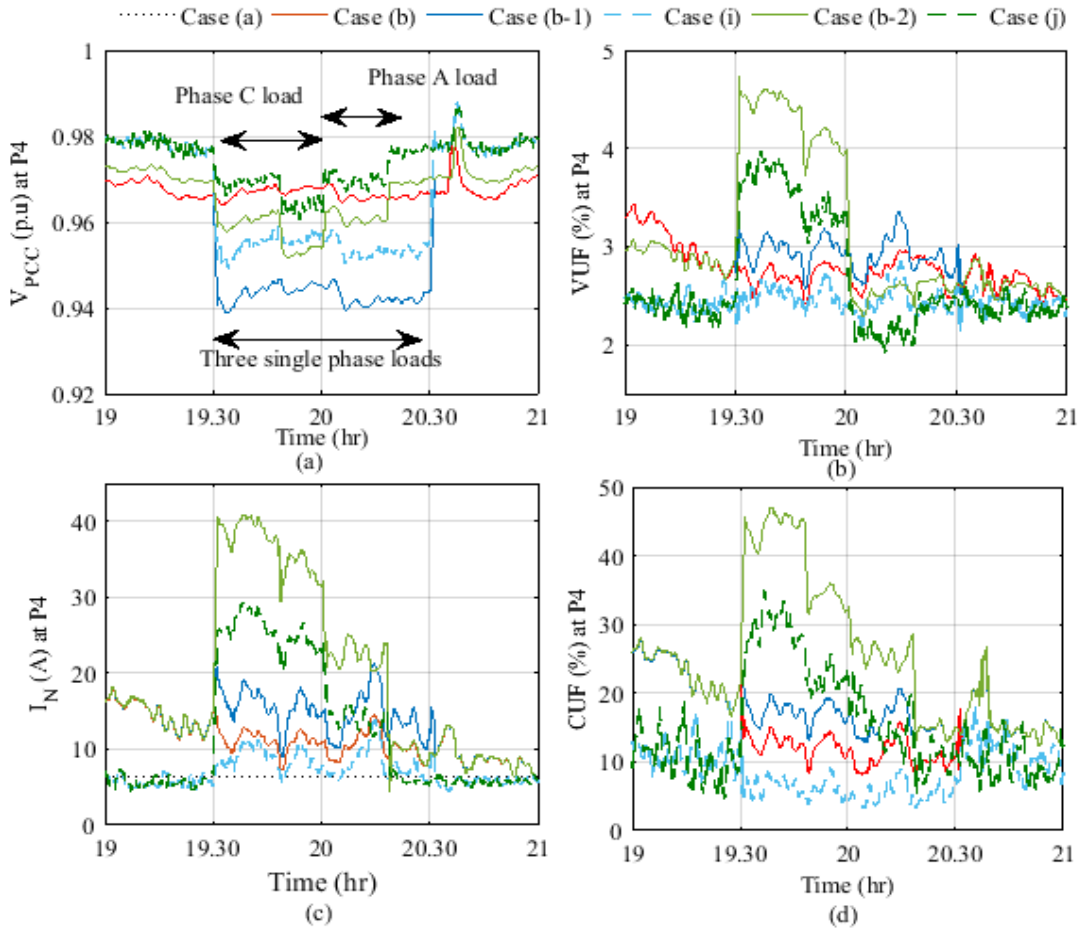 Case (a) Case (b) Case (b-1) Case (i) Case (b-2) Case (j)
1
0.98
0.96
0.94
0.92
V_PCC (p.u) at P4
Phase A load
Phase C load
Three single phase loads
19 19.30 20 20.30 21
Time (hr)
(a)
5
4
3
2
VUF (%) at P4
19 19.30 20 20.30 21
Time (hr)
(b)
40
30
20
10
0
I_N (A) at P4
19 19.30 20 20.30 21
Time (hr)
(c)
50
40
30
20
10
0
CUF (%) at P4
19 19.30 20 20.30 21
Time (hr)
(d)